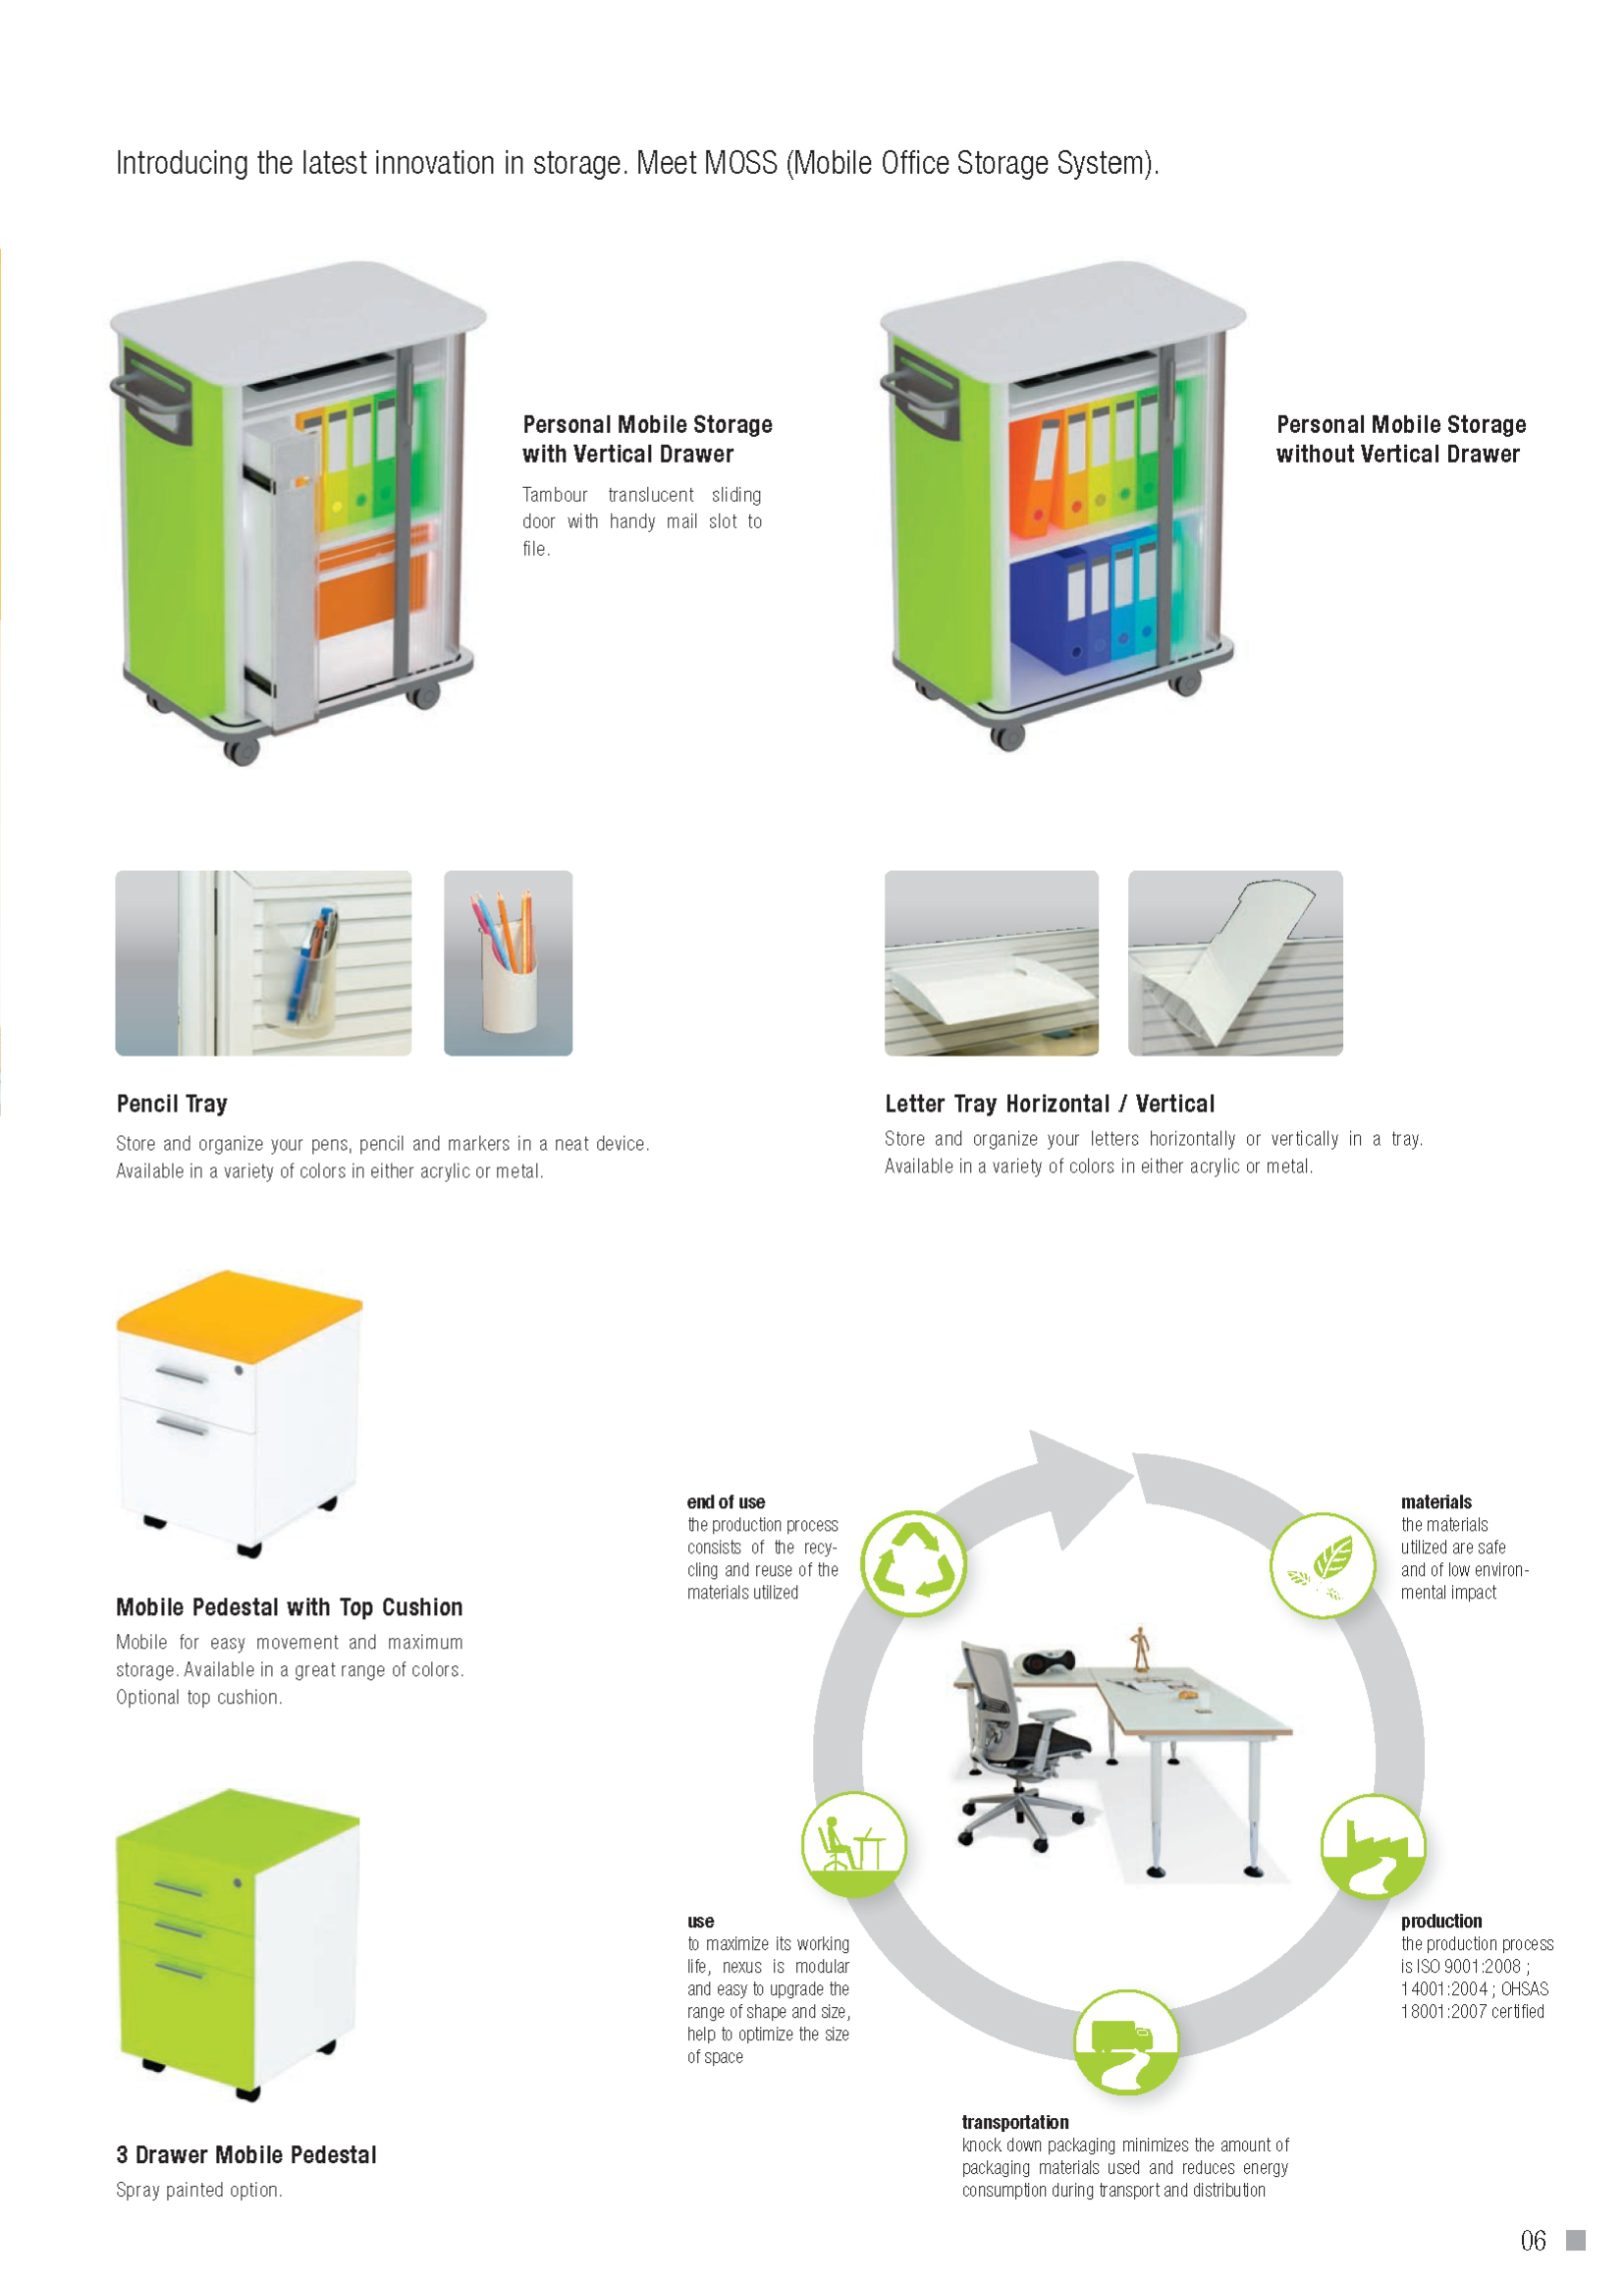 Introducing the latest innovation in storage. Meet MOSS (Mobile Office Storage System).
Personal Mobile Storage
with Vertical Drawer
Tambour translucent sliding
door with handy mail slot to
file.
Personal Mobile Storage
without Vertical Drawer
Pencil Tray
Store and organize your pens, pencil and markers in a neat device.
Available in a variety of colors in either acrylic or metal.
Letter Tray Horizontal / Vertical
Store and organize your letters horizontally or vertically in a tray.
Available in a variety of colors in either acrylic or metal.
Mobile Pedestal with Top Cushion
Mobile for easy movement and maximum
storage. Available in a great range of colors.
Optional top cushion.
3 Drawer Mobile Pedestal
Spray painted option.
end of use
the production process
consists of the recy-
cling and reuse of the
materials utilized
materials
the materials
utilized are safe
and of low environ-
mental impact
use
to maximize its working
life, nexus is modular
and easy to upgrade the
range of shape and size,
help to optimize the size
of space
production
the production process
is ISO 9001:2008 ;
14001:2004 ; OHSAS
18001:2007 certified
transportation
knock down packaging minimizes the amount of
packaging materials used and reduces energy
consumption during transport and distribution
06